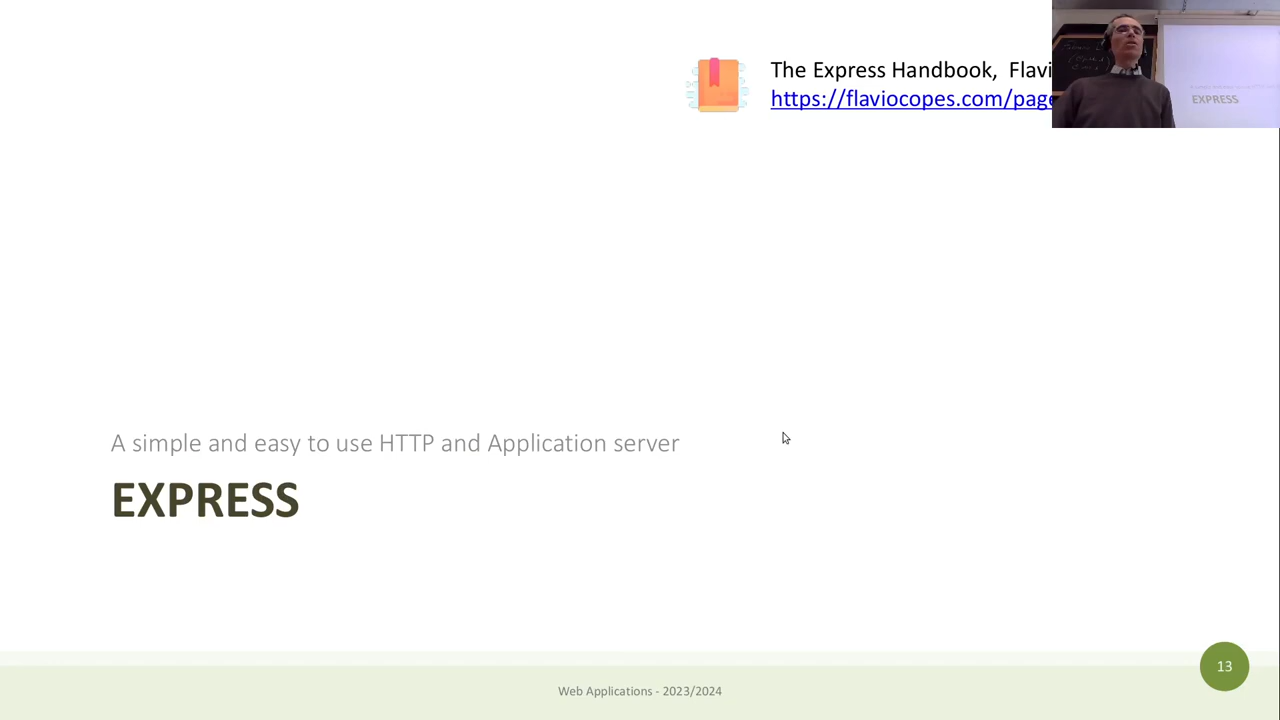 The Express Handbook, Flavi
https://flaviocopes.com/page
EXPRESS
A simple and easy to use HTTP and Application server
EXPRESS
13
Web Applications - 2023/2024